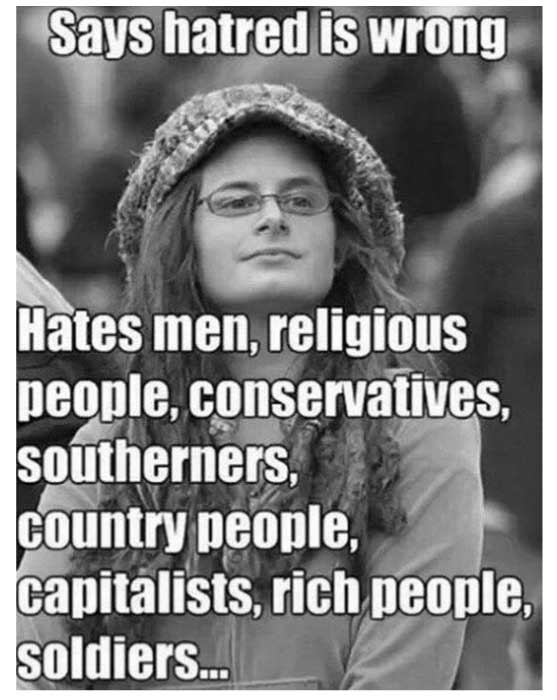 Says hatred is wrong
Hates men, religious
people, conservatives,
southerners,
country people,
capitalists, rich people,
soldiers...